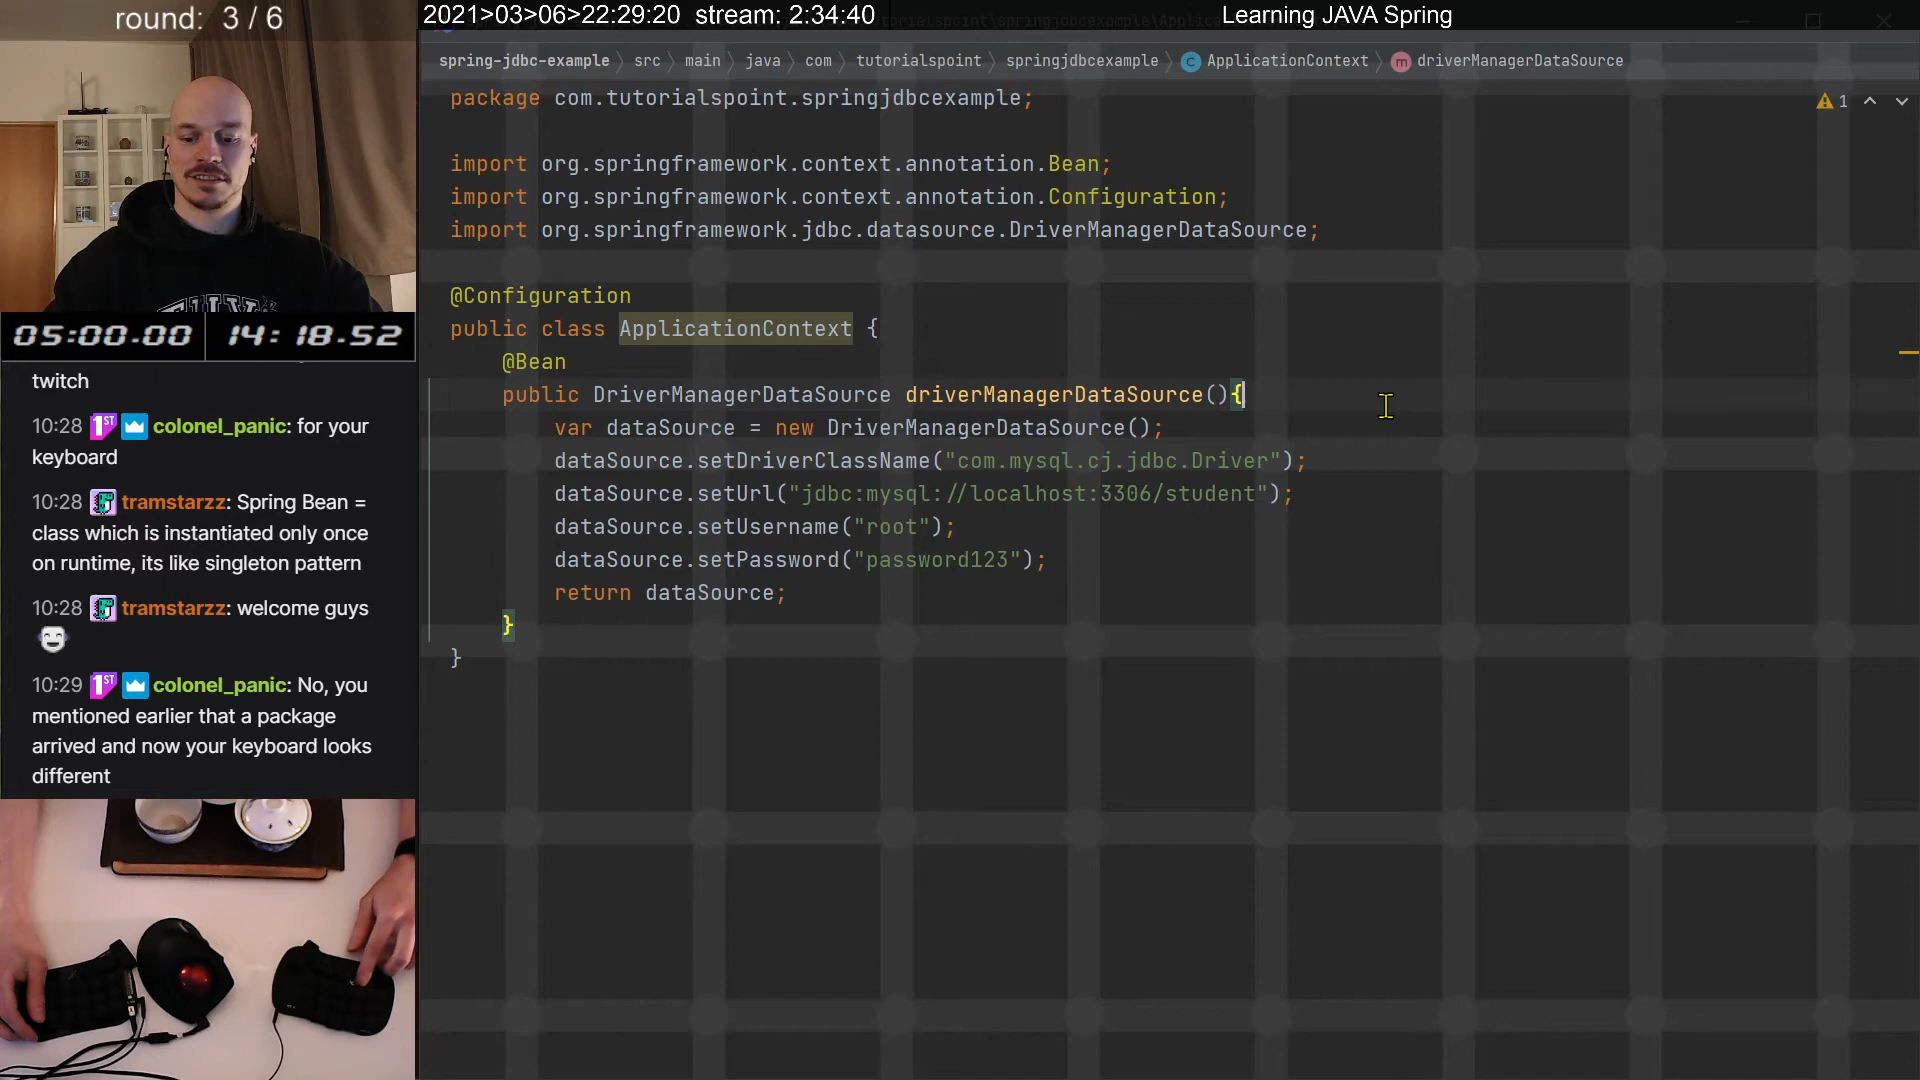 round: 3 / 6
2021>03>06>22:29:20 stream: 2:34:40
Learning JAVA Spring
spring-jdbc-example 〉 src 〉 main 〉 java 〉 com 〉 tutorialspoint 〉 springjdbcexample 〉 C ApplicationContext 〉 m driverManagerDataSource
1
package com.tutorialspoint.springjdbcexample;
import org.springframework.context.annotation.Bean;
import org.springframework.context.annotation.Configuration;
import org.springframework.jdbc.datasource.DriverManagerDataSource;
@Configuration
public class ApplicationContext {
@Bean
public DriverManagerDataSource driverManagerDataSource(){
var dataSource = new DriverManagerDataSource();
dataSource.setDriverClassName("com.mysql.cj.jdbc.Driver");
dataSource.setUrl("jdbc:mysql://localhost:3306/student");
dataSource.setUsername("root");
dataSource.setPassword("password123");
return dataSource;
}
}
05:00.00 14:18.52
twitch
10:28 1ST colonel_panic: for your
keyboard
10:28 tramstarzz: Spring Bean =
class which is instantiated only once
on runtime, its like singleton pattern
10:28 tramstarzz: welcome guys
10:29 1ST colonel_panic: No, you
mentioned earlier that a package
arrived and now your keyboard looks
different